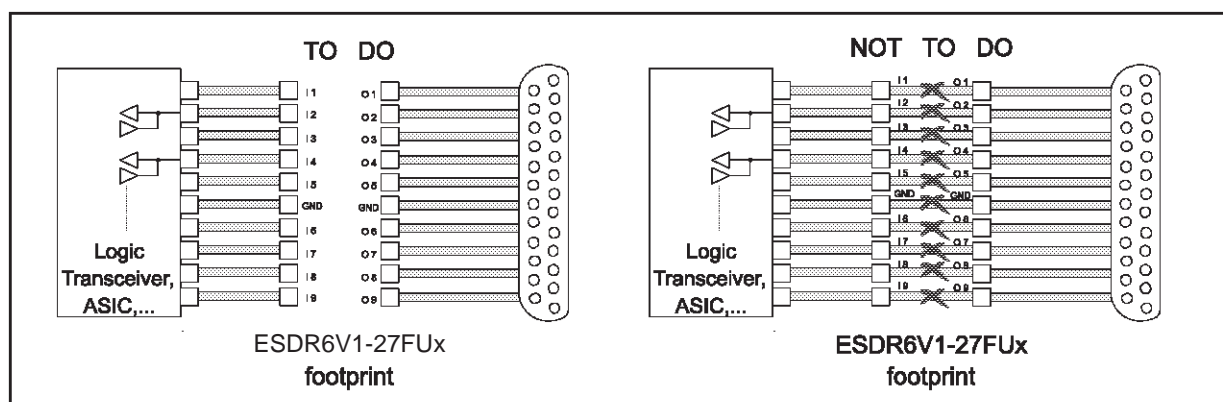 TO DO
I1 O1
I2 O2
I3 O3
I4 O4
I5 O5
GND GND
I6 O6
I7 O7
I8 O8
I9 O9
Logic
Transceiver,
ASIC,...
ESDR6V1-27FUx
footprint
NOT TO DO
I1 O1
I2 O2
I3 O3
I4 O4
I5 O5
GND GND
I6 O6
I7 O7
I8 O8
I9 O9
Logic
Transceiver,
ASIC,...
ESDR6V1-27FUx
footprint